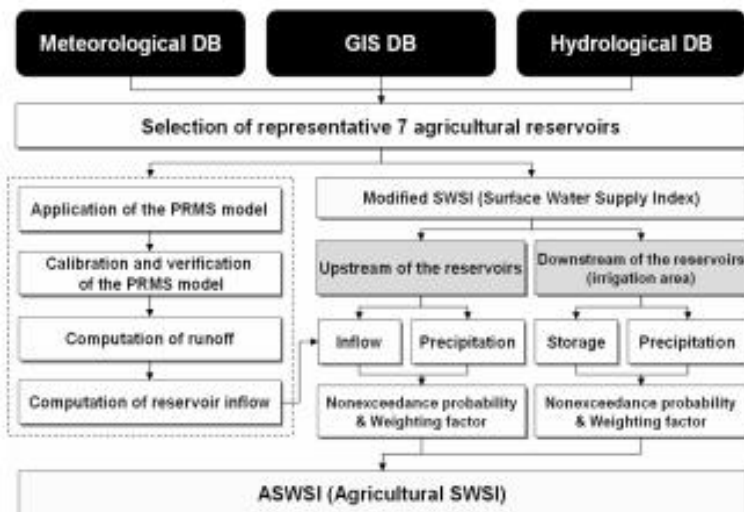 Meteorological DB
GIS DB
Hydrological DB
Selection of representative 7 agricultural reservoirs
Application of the PRMS model
Calibration and verification
of the PRMS model
Computation of runoff
Computation of reservoir inflow
Modified SWSI (Surface Water Supply Index)
Upstream of the reservoirs
Downstream of the reservoirs
(irrigation area)
Inflow
Precipitation
Storage
Precipitation
Nonexceedance probability
& Weighting factor
Nonexceedance probability
& Weighting factor
ASWSI (Agricultural SWSI)